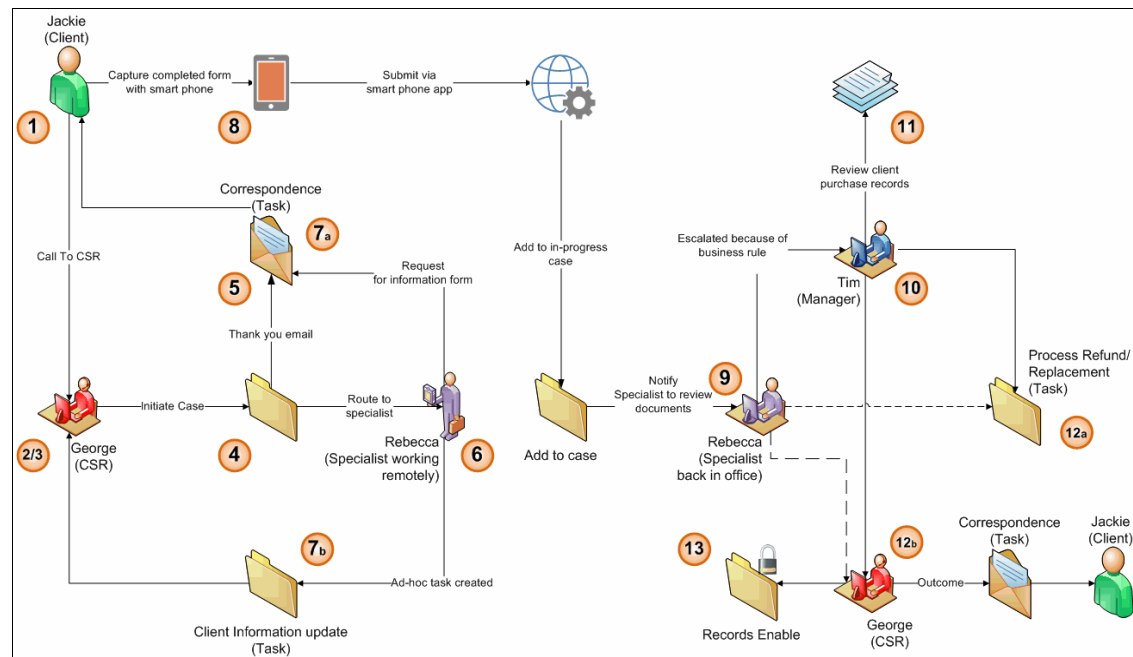 Jackie
(Client)
Capture completed form
with smart phone
Submit via
smart phone app
1
8
11
Review client
purchase records
Correspondence
(Task)
7a
Call To CSR
5
Request
for information form
Add to in-progress
case
Escalated because of
business rule
10
Tim
(Manager)
Thank you email
Process Refund/
Replacement
(Task)
9
Notify
Specialist to review
documents
Initiate Case
Route to
specialist
2/3
George
(CSR)
4
Rebecca
(Specialist working
remotely)
6
Add to case
Rebecca
(Specialist
back in office)
12a
7b
Ad-hoc task created
Client Information update
(Task)
13
Records Enable
12b
George
(CSR)
Outcome
Correspondence
(Task)
Jackie
(Client)